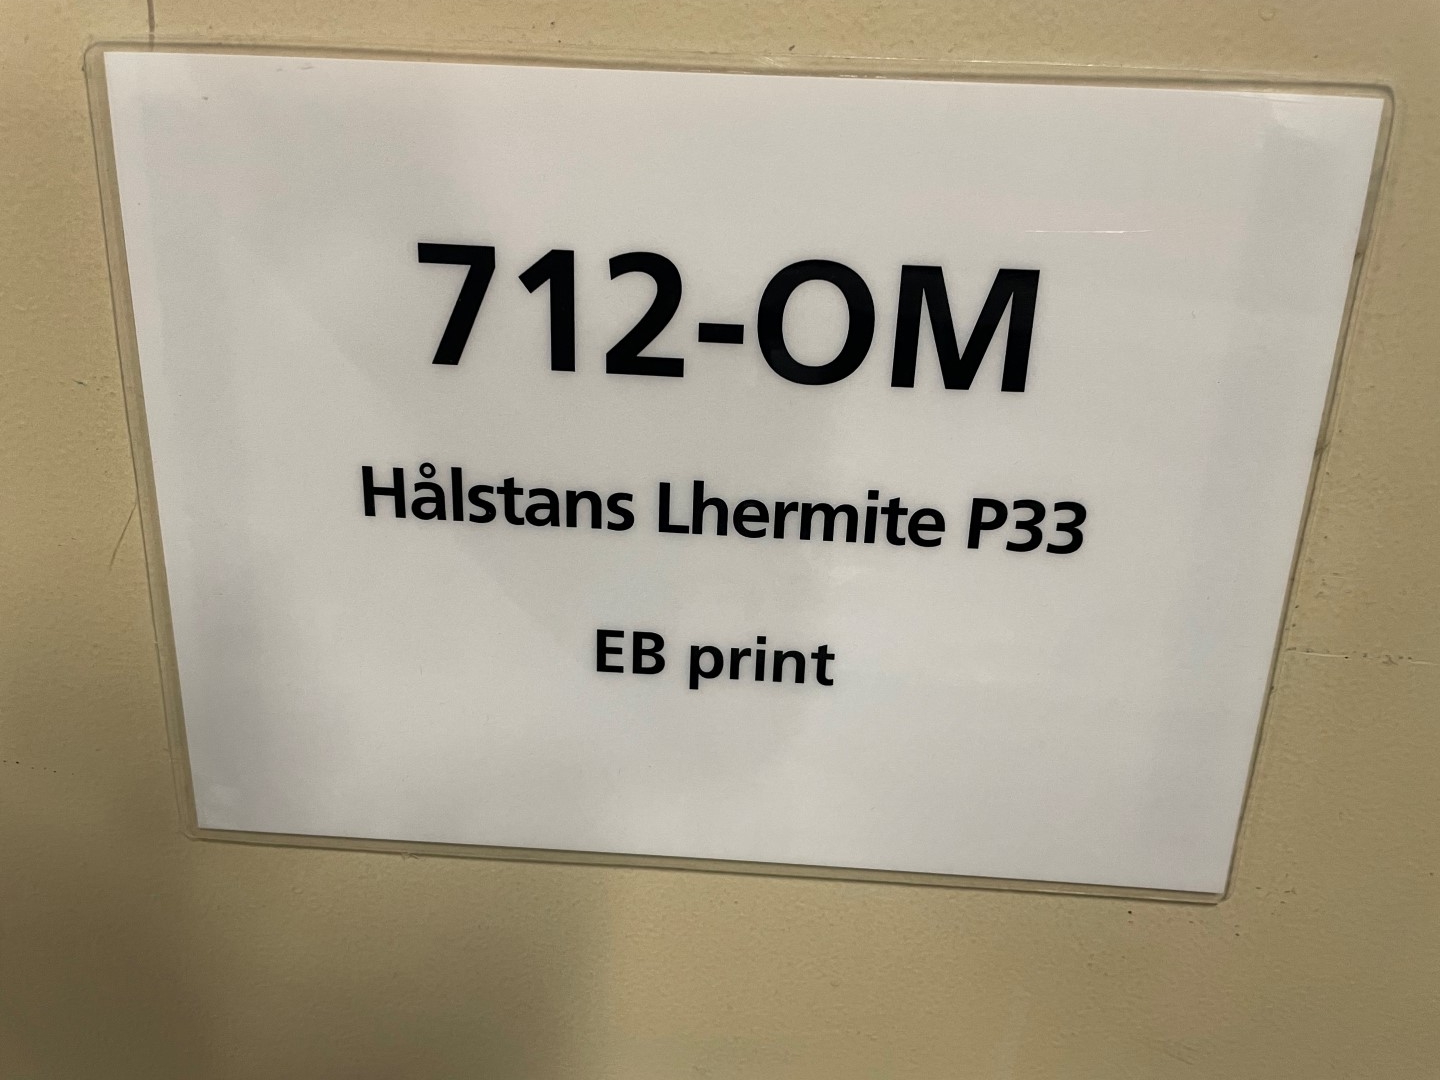 712-OM
Hålstans Lhermite P33
EB print